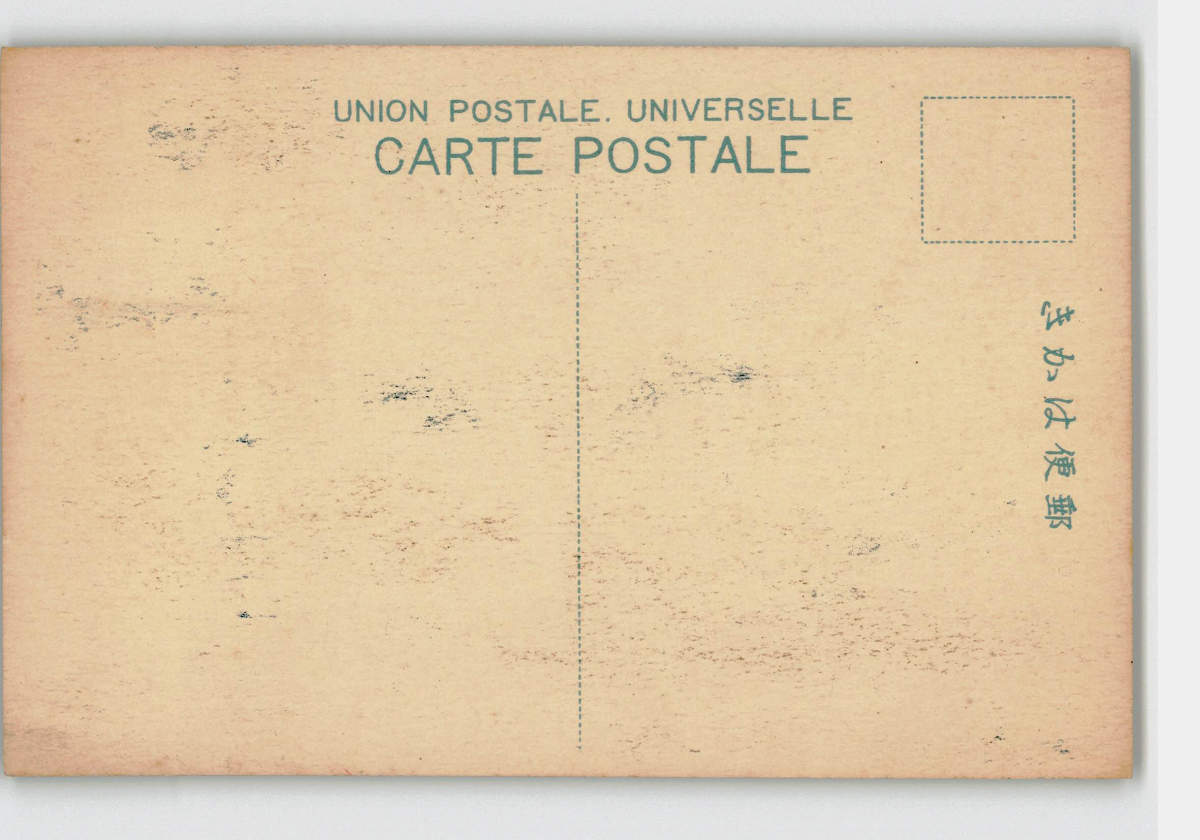 UNION POSTALE. UNIVERSELLE
CARTE POSTALE
郵便はかき